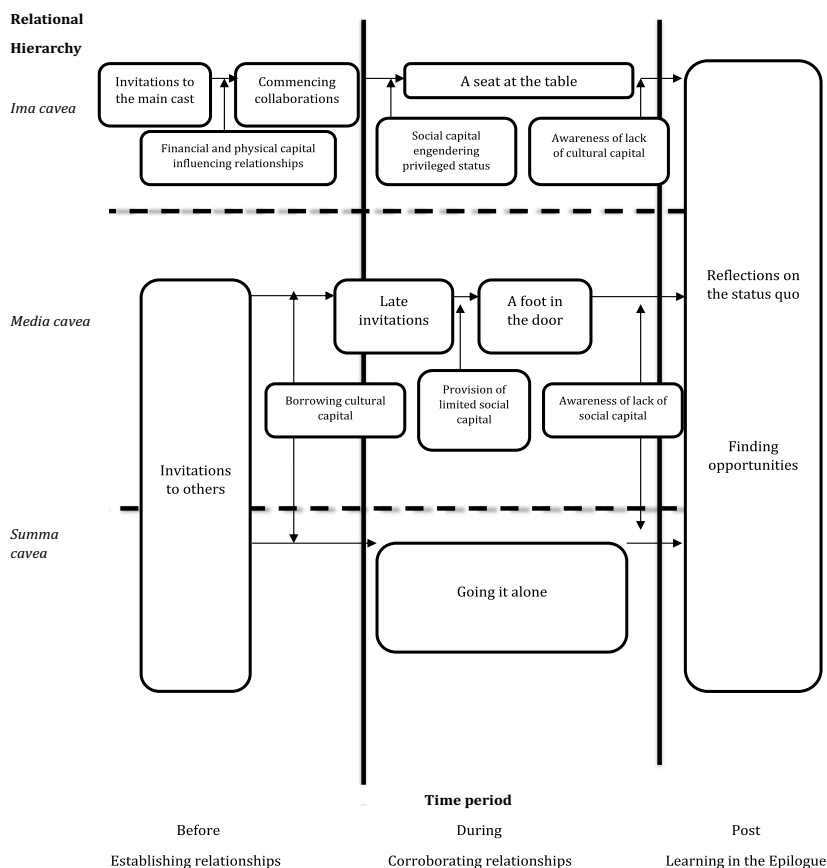 Relational
Hierarchy
Ima cavea
Invitations to
the main cast
Commencing
collaborations
Financial and physical capital
influencing relationships
A seat at the table
Social capital
engendering
privileged status
Awareness of lack
of cultural capital
Media cavea
Late
invitations
A foot in
the door
Borrowing cultural
capital
Provision of
limited social
capital
Awareness of lack of
social capital
Invitations
to others
Reflections on
the status quo
Finding
opportunities
Summa
cavea
Going it alone
Time period
Before
During
Post
Establishing relationships
Corroborating relationships
Learning in the Epilogue